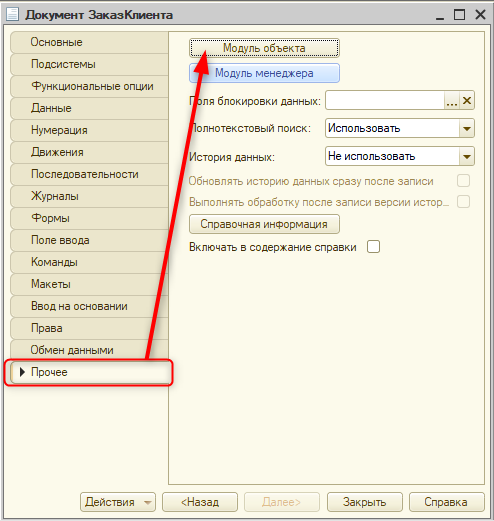 Документ ЗаказКлиента
Основные
Подсистемы
Функциональные опции
Данные
Нумерация
Движения
Последовательности
Журналы
Формы
Поле ввода
Команды
Макеты
Ввод на основании
Права
Обмен данными
Прочее
Модуль объекта
Модуль менеджера
Поля блокировки данных:
...
Полнотекстовый поиск: Использовать
История данных: Не использовать
Обновлять историю данных сразу после записи
Выполнять обработку после записи версии истор...
Справочная информация
Включать в содержание справки
Действия <Назад Далее> Закрыть Справка